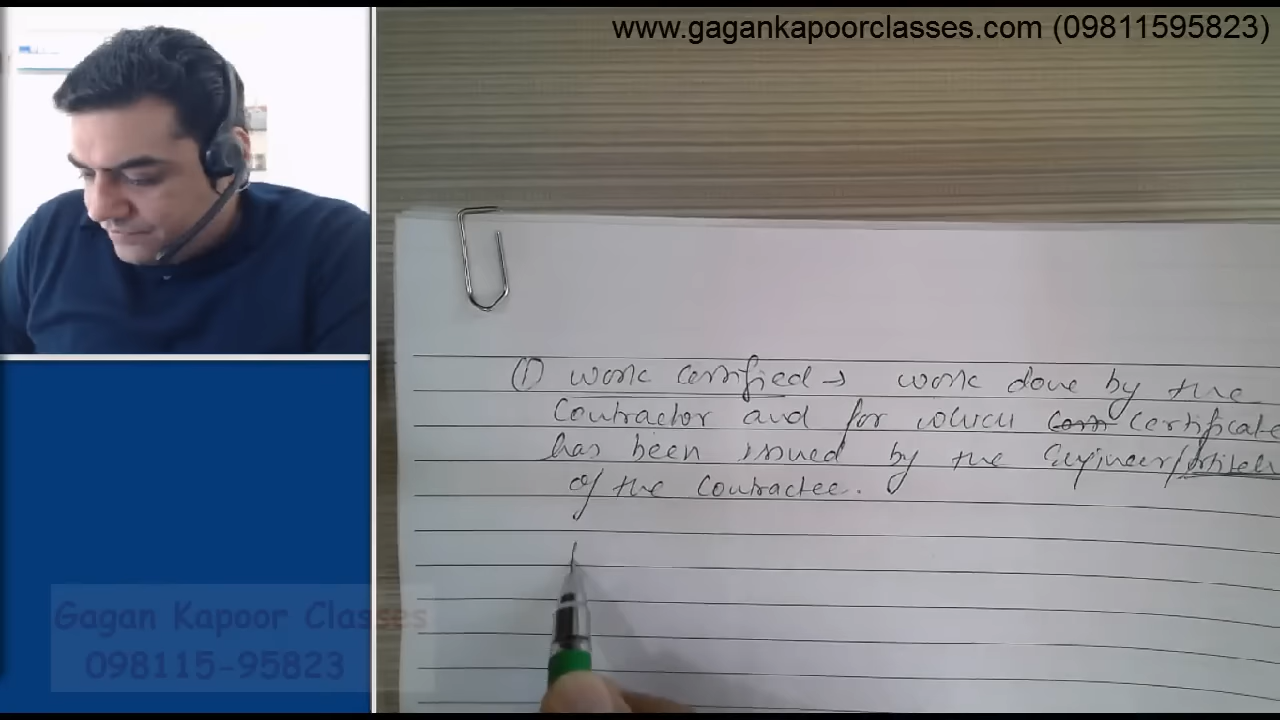 www.gagankapoorclasses.com (09811595823)
① work certified → work done by the
Contractor and for which certificate
has been issued by the Engineer/
of the Contractee.
Gagan Kapoor Classes
098115-95823